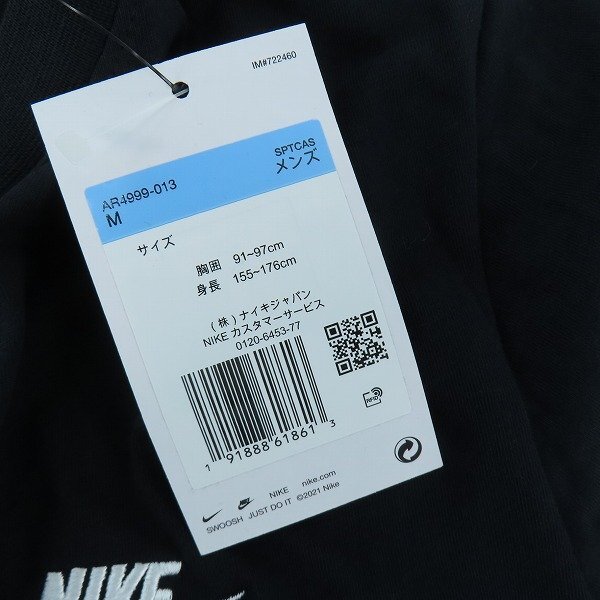 IM#722460
SPTCAS
AR4999-013
メンズ
M
サイズ
胸囲 91~97cm
身長 155~176cm
(株)ナイキジャパン
NIKE カスタマーサービス
0120-6453-77
1 91888 61861 3
RFID
NIKE nike.com
SWOOSH JUST DO IT ©2021 Nike
NIKE